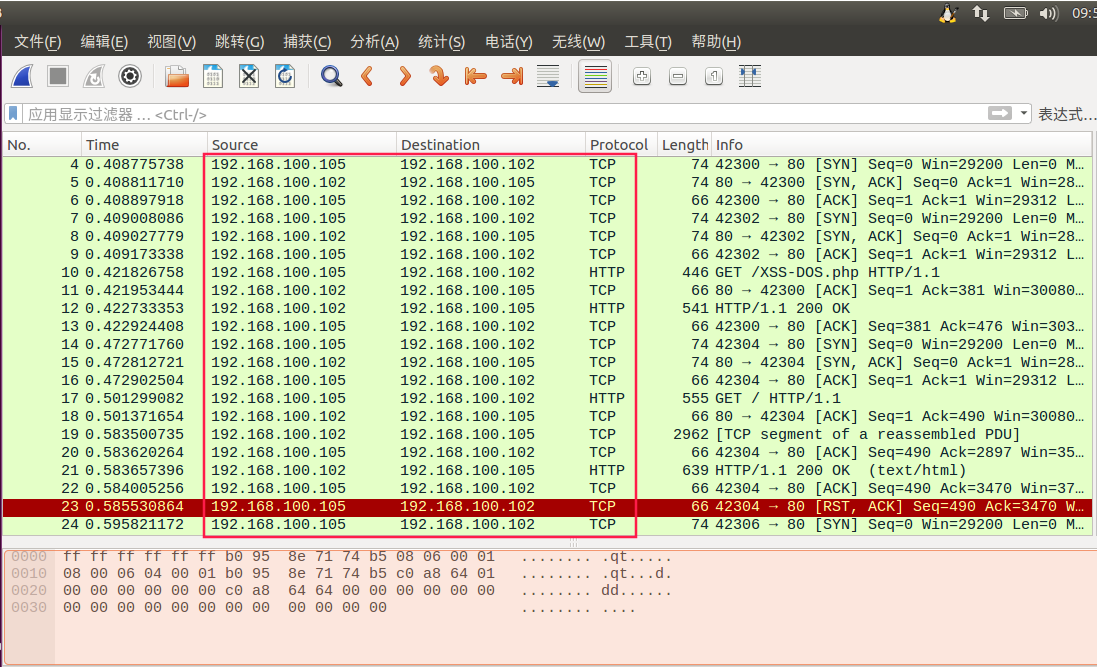 09:5
文件(F) 编辑(E) 视图(V) 跳转(G) 捕获(C) 分析(A) 统计(S) 电话(Y) 无线(W) 工具(T) 帮助(H)
应用显示过滤器 … <Ctrl-/> 表达式…
No. Time Source Destination Protocol Length Info
4 0.408775738 192.168.100.105 192.168.100.102 TCP 74 42300 → 80 [SYN] Seq=0 Win=29200 Len=0 M…
5 0.408811710 192.168.100.102 192.168.100.105 TCP 74 80 → 42300 [SYN, ACK] Seq=0 Ack=1 Win=28…
6 0.408897918 192.168.100.105 192.168.100.102 TCP 66 42300 → 80 [ACK] Seq=1 Ack=1 Win=29312 L…
7 0.409008086 192.168.100.105 192.168.100.102 TCP 74 42302 → 80 [SYN] Seq=0 Win=29200 Len=0 M…
8 0.409027779 192.168.100.102 192.168.100.105 TCP 74 80 → 42302 [SYN, ACK] Seq=0 Ack=1 Win=28…
9 0.409173338 192.168.100.105 192.168.100.102 TCP 66 42302 → 80 [ACK] Seq=1 Ack=1 Win=29312 L…
10 0.421826758 192.168.100.105 192.168.100.102 HTTP 446 GET /XSS-DOS.php HTTP/1.1
11 0.421953444 192.168.100.102 192.168.100.105 TCP 66 80 → 42300 [ACK] Seq=1 Ack=381 Win=30080…
12 0.422733353 192.168.100.102 192.168.100.105 HTTP 541 HTTP/1.1 200 OK
13 0.422924408 192.168.100.105 192.168.100.102 TCP 66 42300 → 80 [ACK] Seq=381 Ack=476 Win=303…
14 0.472771760 192.168.100.105 192.168.100.102 TCP 74 42304 → 80 [SYN] Seq=0 Win=29200 Len=0 M…
15 0.472812721 192.168.100.102 192.168.100.105 TCP 74 80 → 42304 [SYN, ACK] Seq=0 Ack=1 Win=28…
16 0.472902504 192.168.100.105 192.168.100.102 TCP 66 42304 → 80 [ACK] Seq=1 Ack=1 Win=29312 L…
17 0.501299082 192.168.100.105 192.168.100.102 HTTP 555 GET / HTTP/1.1
18 0.501371654 192.168.100.102 192.168.100.105 TCP 66 80 → 42304 [ACK] Seq=1 Ack=490 Win=30080…
19 0.583500735 192.168.100.102 192.168.100.105 TCP 2962 [TCP segment of a reassembled PDU]
20 0.583620264 192.168.100.105 192.168.100.102 TCP 66 42304 → 80 [ACK] Seq=490 Ack=2897 Win=35…
21 0.583657396 192.168.100.102 192.168.100.105 HTTP 639 HTTP/1.1 200 OK  (text/html)
22 0.584005256 192.168.100.105 192.168.100.102 TCP 66 42304 → 80 [ACK] Seq=490 Ack=3470 Win=37…
23 0.585530864 192.168.100.105 192.168.100.102 TCP 66 42304 → 80 [RST, ACK] Seq=490 Ack=3470 W…
24 0.595821172 192.168.100.105 192.168.100.102 TCP 74 42306 → 80 [SYN] Seq=0 Win=29200 Len=0 M…
0000 ff ff ff ff ff ff b0 95 8e 71 74 b5 08 06 00 01 ........ .qt.....
0010 08 00 06 04 00 01 b0 95 8e 71 74 b5 c0 a8 64 01 ........ .qt...d.
0020 00 00 00 00 00 00 c0 a8 64 64 00 00 00 00 00 00 ........ dd......
0030 00 00 00 00 00 00 00 00 00 00 00 00 ........ ....